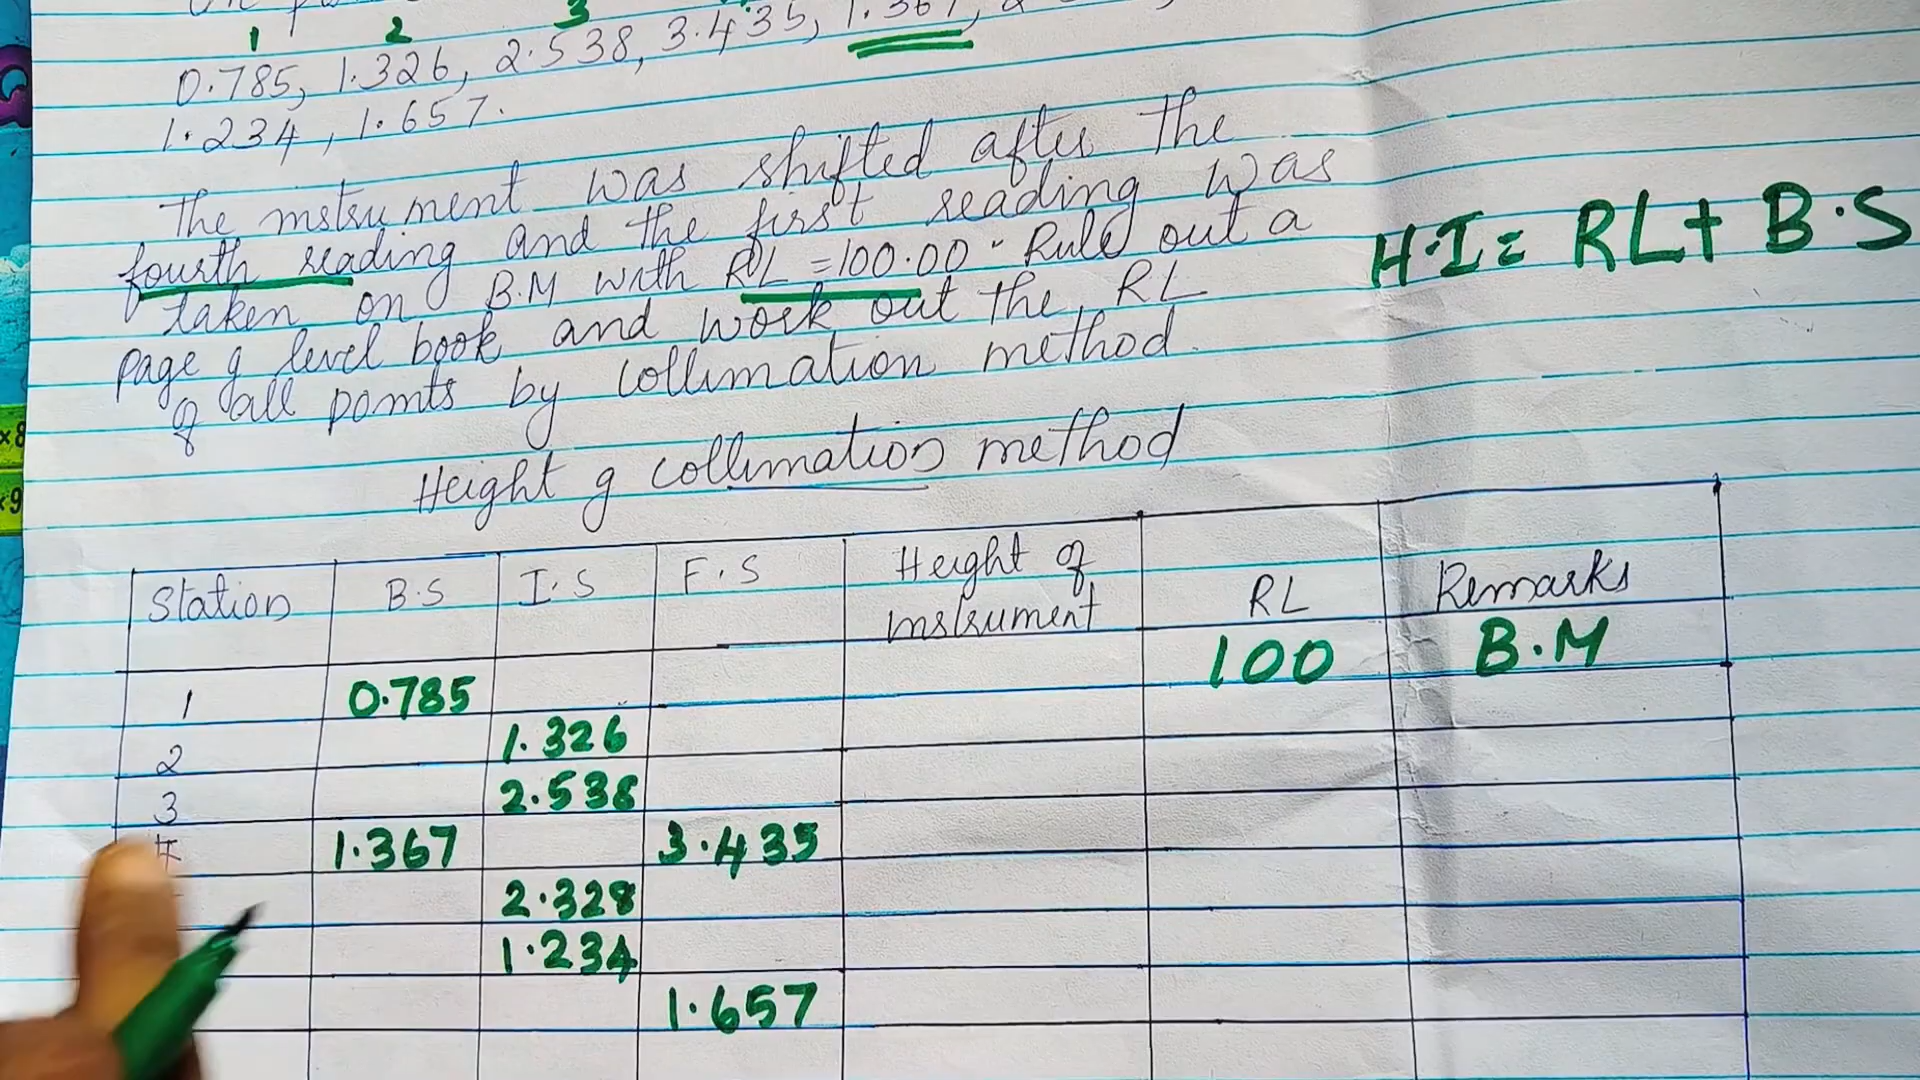 1 2 3
0.785, 1.326, 2.538, 3.435, 1.367,
1.234, 1.657.
The instrument was shifted after the
fourth reading and the first reading was
taken on B.M with RL = 100.00. Rule out a
page of level book and work out the RL
of all points by collimation method.
H.I = RL + B.S
Height of collimation method
Station B.S I.S F.S Height of instrument RL Remarks
1 0.785 100 B.M
2 1.326
3 2.538
4 1.367 3.435
2.328
1.234
1.657
x8
x9